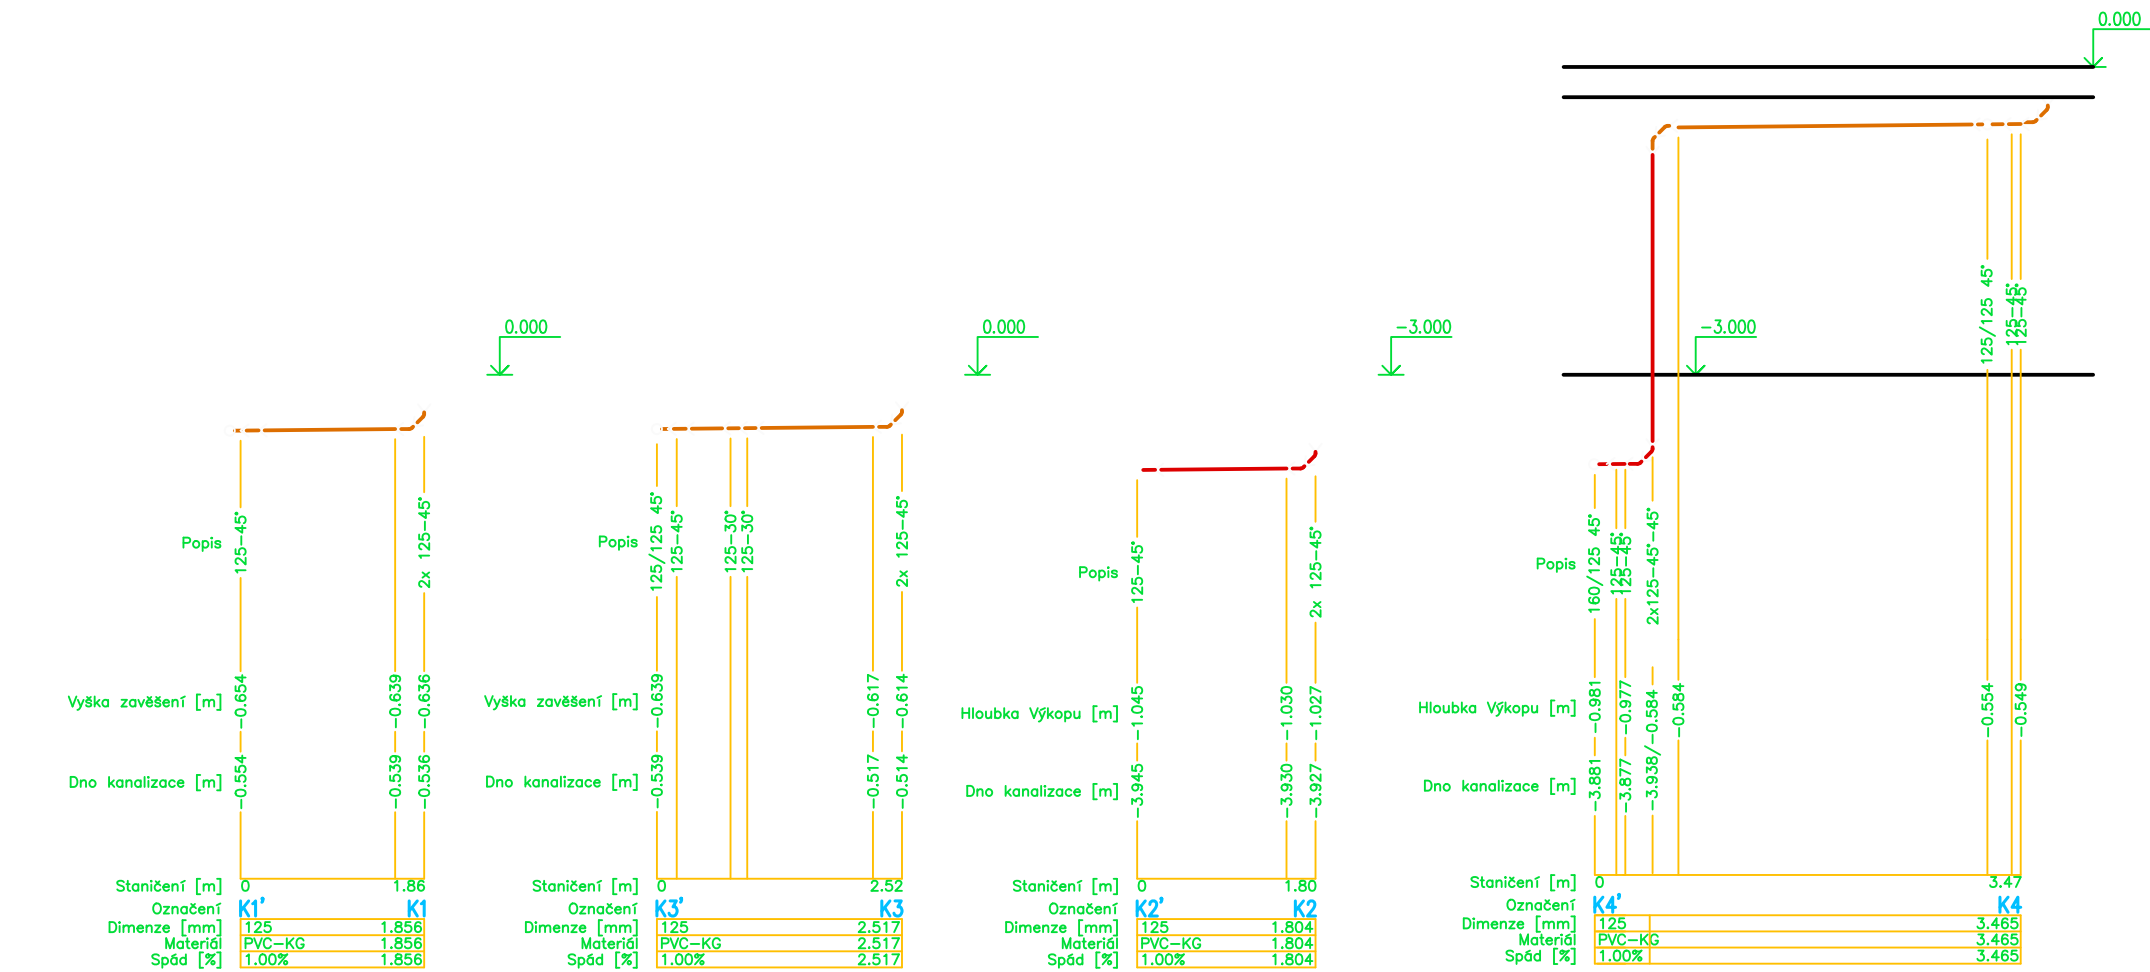 0.000
0.000
0.000
-3.000
-3.000
Popis
125-45°
2x 125-45°
Vyška zavěšení [m]
-0.654
-0.639
-0.636
Dno kanalizace [m]
-0.554
-0.539
-0.536
Staničení [m]
0
1.86
Označení
K1'
K1
Dimenze [mm]
125
1.856
Materiál
PVC-KG
1.856
Spád [%]
1.00%
1.856
Popis
125/125 45°
125-45°
125-30°
125-30°
2x 125-45°
Vyška zavěšení [m]
-0.639
-0.617
-0.614
Dno kanalizace [m]
-0.539
-0.517
-0.514
Staničení [m]
0
2.52
Označení
K3'
K3
Dimenze [mm]
125
2.517
Materiál
PVC-KG
2.517
Spád [%]
1.00%
2.517
Popis
125-45°
2x 125-45°
Hloubka Výkopu [m]
-1.045
-1.030
-1.027
Dno kanalizace [m]
-3.945
-3.930
-3.927
Staničení [m]
0
1.80
Označení
K2'
K2
Dimenze [mm]
125
1.804
Materiál
PVC-KG
1.804
Spád [%]
1.00%
1.804
125/125 45°
125-45°
125-45°
Popis
160/125 45°
125-45°
125-45°
2x125-45°-45°
Hloubka Výkopu [m]
-0.981
-0.977
-0.584
-0.554
-0.549
Dno kanalizace [m]
-3.881
-3.877
-3.938/-0.584
Staničení [m]
0
3.47
Označení
K4'
K4
Dimenze [mm]
125
3.465
Materiál
PVC-KG
3.465
Spád [%]
1.00%
3.465